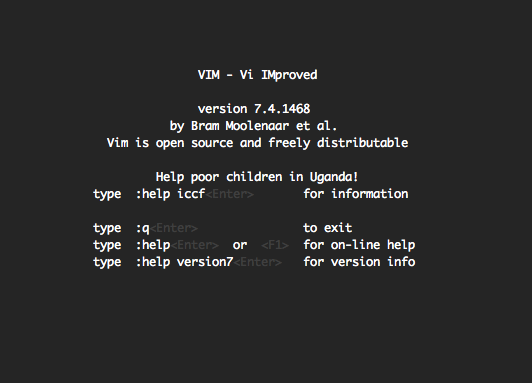 VIM - Vi IMproved
version 7.4.1468
by Bram Moolenaar et al.
Vim is open source and freely distributable
Help poor children in Uganda!
type :help iccf<Enter> for information
type :q<Enter> to exit
type :help<Enter> or <F1> for on-line help
type :help version7<Enter> for version info